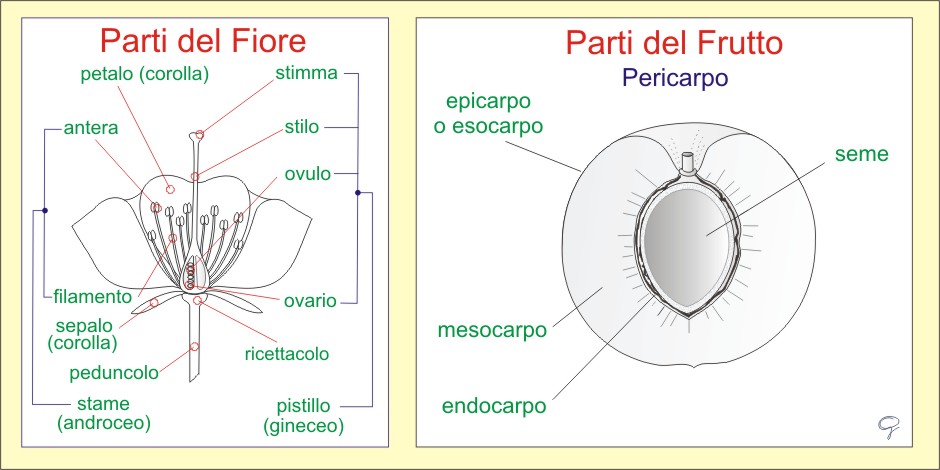 Parti del Fiore
petalo (corolla)
stimma
antera
stilo
ovulo
filamento
ovario
sepalo
(corolla)
ricettacolo
peduncolo
stame
(androceo)
pistillo
(gineceo)
Parti del Frutto
Pericarpo
epicarpo
o esocarpo
seme
mesocarpo
endocarpo